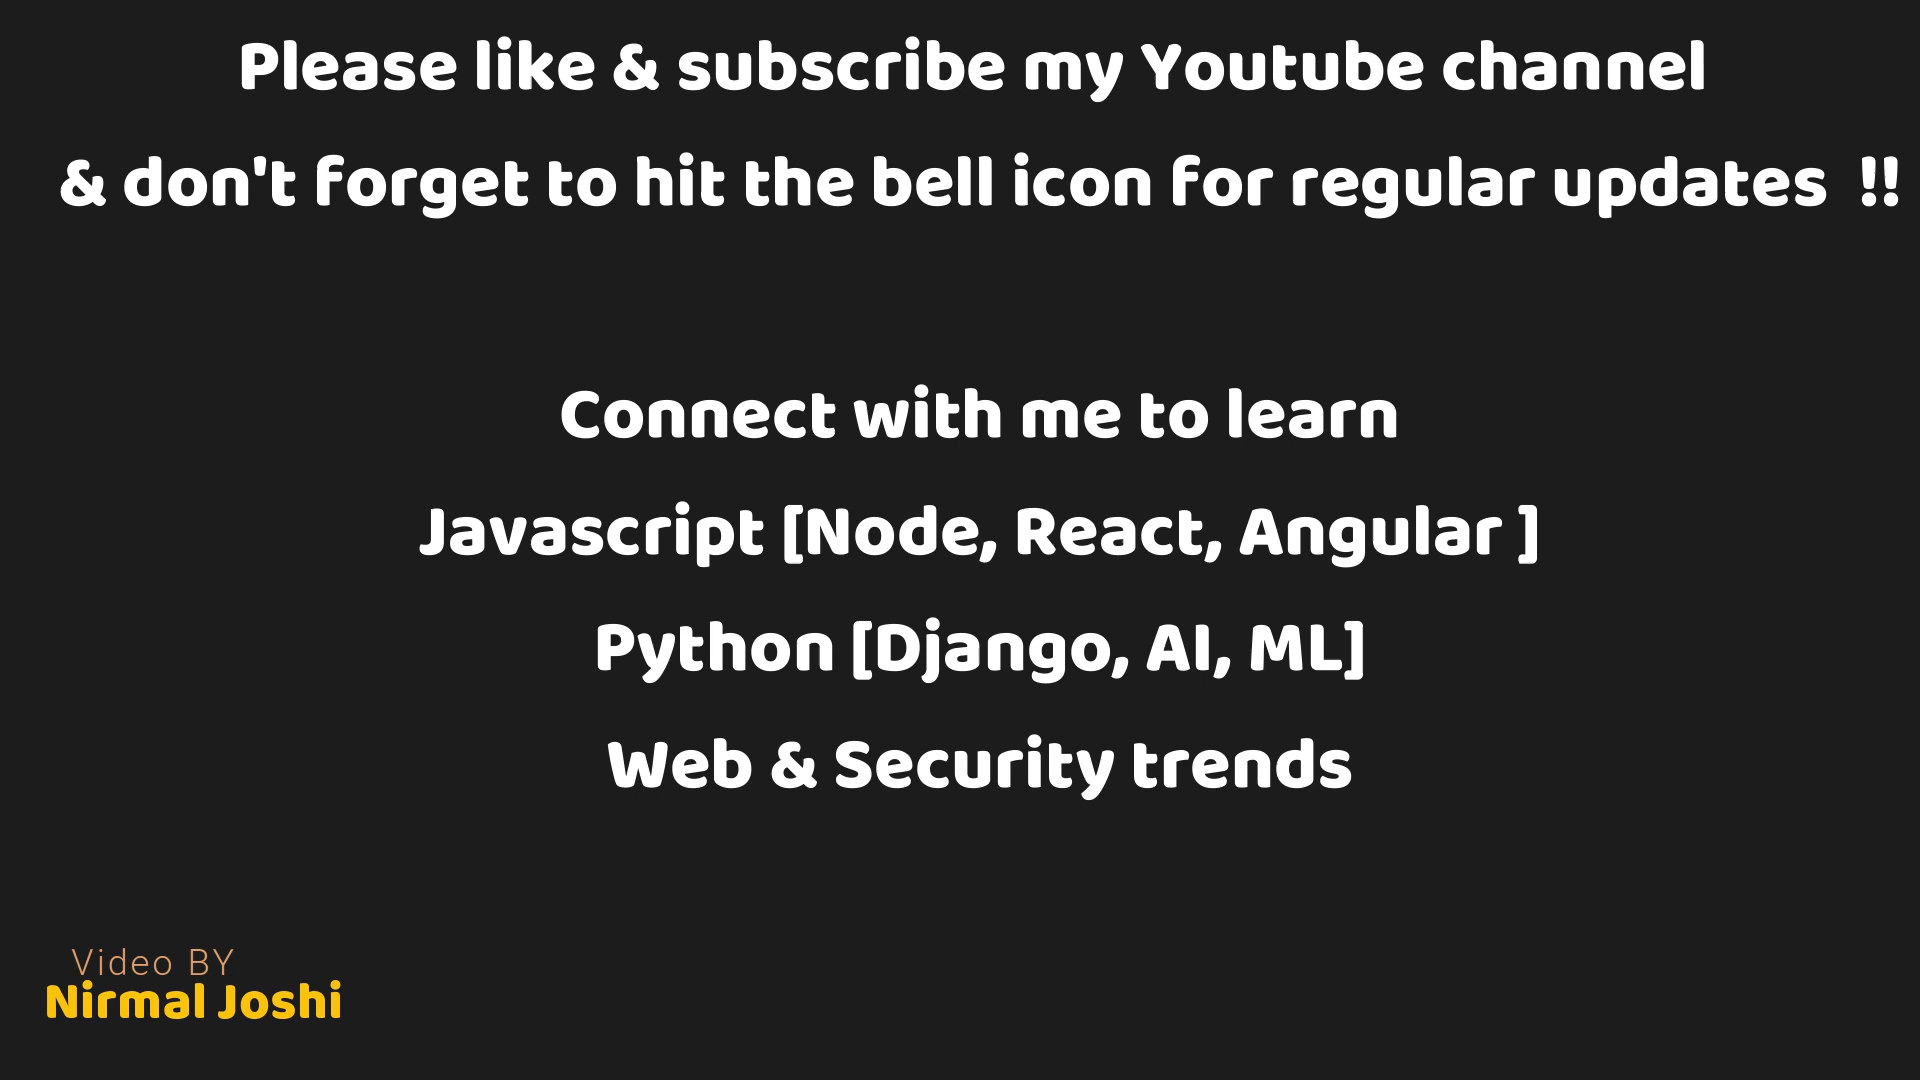 Please like & subscribe my Youtube channel
& don't forget to hit the bell icon for regular updates  !!
Connect with me to learn
Javascript [Node, React, Angular ]
Python [Django, AI, ML]
Web & Security trends
Video BY
Nirmal Joshi